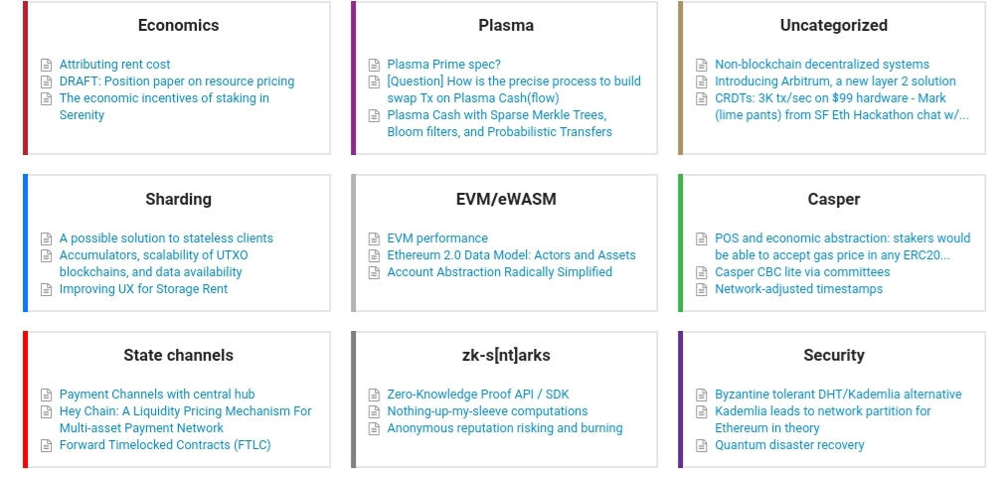 Economics
Attributing rent cost
DRAFT: Position paper on resource pricing
The economic incentives of staking in
Serenity
Plasma
Plasma Prime spec?
[Question] How is the precise process to build
swap Tx on Plasma Cash(flow)
Plasma Cash with Sparse Merkle Trees,
Bloom filters, and Probabilistic Transfers
Uncategorized
Non-blockchain decentralized systems
Introducing Arbitrum, a new layer 2 solution
CRDTs: 3K tx/sec on $99 hardware - Mark
(lime pants) from SF Eth Hackathon chat w/...
Sharding
A possible solution to stateless clients
Accumulators, scalability of UTXO
blockchains, and data availability
Improving UX for Storage Rent
EVM/eWASM
EVM performance
Ethereum 2.0 Data Model: Actors and Assets
Account Abstraction Radically Simplified
Casper
POS and economic abstraction: stakers would
be able to accept gas price in any ERC20...
Casper CBC lite via committees
Network-adjusted timestamps
State channels
Payment Channels with central hub
Hey Chain: A Liquidity Pricing Mechanism For
Multi-asset Payment Network
Forward Timelocked Contracts (FTLC)
zk-s[nt]arks
Zero-Knowledge Proof API / SDK
Nothing-up-my-sleeve computations
Anonymous reputation risking and burning
Security
Byzantine tolerant DHT/Kademlia alternative
Kademlia leads to network partition for
Ethereum in theory
Quantum disaster recovery